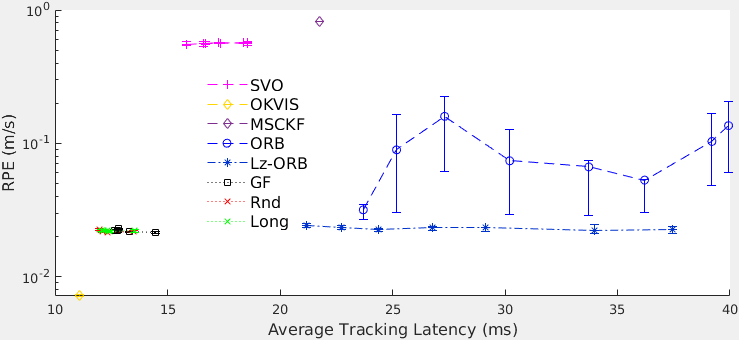 10^0
10^-1
10^-2
RPE (m/s)
SVO
OKVIS
MSCKF
ORB
Lz-ORB
GF
Rnd
Long
10 15 20 25 30 35 40
Average Tracking Latency (ms)